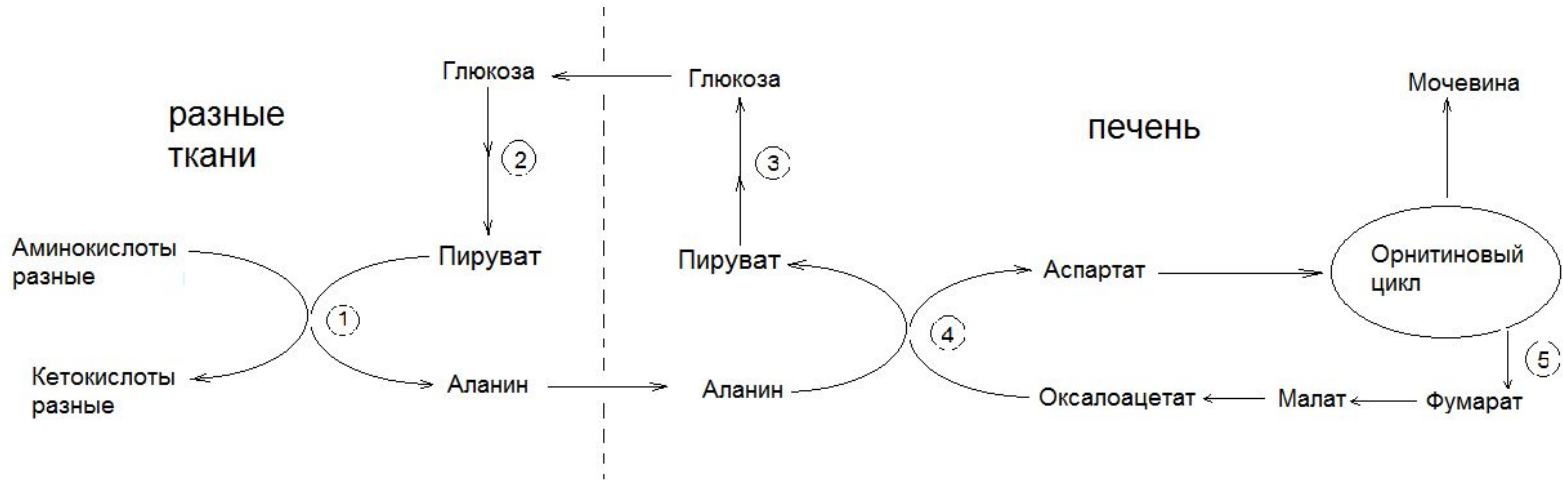 Глюкоза
Глюкоза
Мочевина
разные
ткани
печень
2
3
Аминокислоты
разные
Пируват
Пируват
Аспартат
Орнитиновый
цикл
1
4
5
Кетокислоты
разные
Аланин
Аланин
Оксалоацетат
Малат
Фумарат